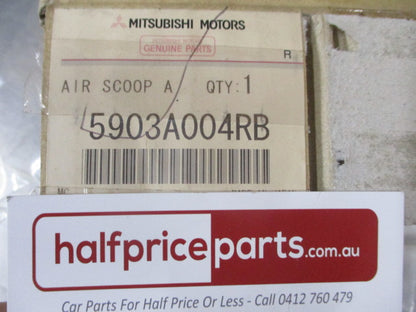 MITSUBISHI MOTORS
GENUINE PARTS
R
AIR SCOOP A QTY:1
5903A004RB
halfpriceparts.com.au
Car Parts For Half Price Or Less - Call 0412 760 479